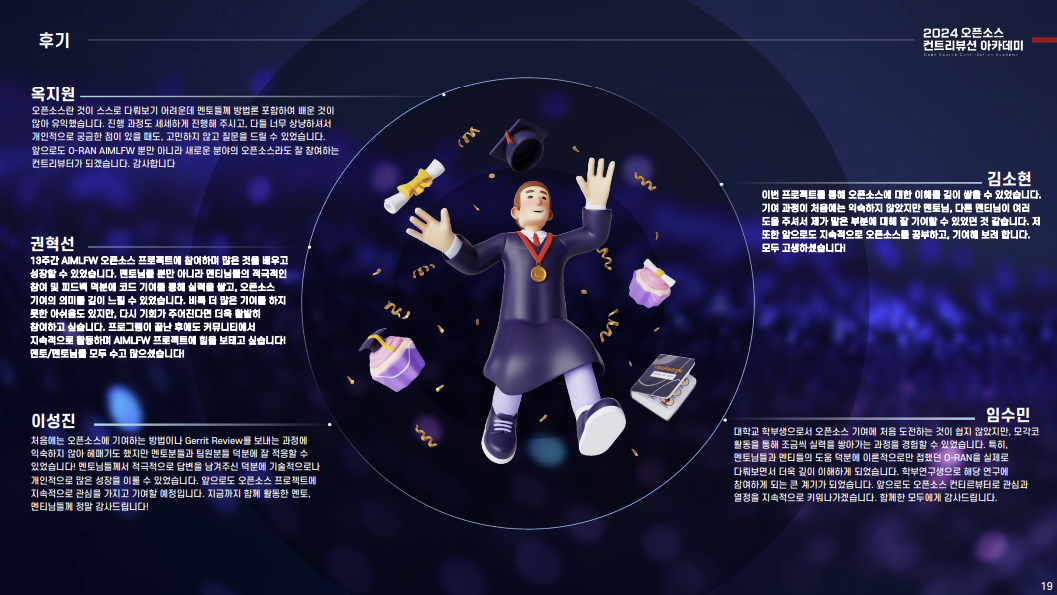 후기
2024 오픈소스
컨트리뷰션 아카데미
Open Source Contribution Academy
옥지원
오픈소스란 것이 스스로 다뤄보기 어려운데 멘토들께 방법론 포함하여 배운 것이
많아 유익했습니다. 진행 과정도 세세하게 진행해 주시고, 다들 너무 상냥하셔서
개인적으로 궁금한 점이 있을 때도, 고민하지 않고 질문을 드릴 수 있었습니다.
앞으로도 O-RAN AIMLFW 뿐만 아니라 새로운 분야의 오픈소스라도 잘 참여하는
컨트리뷰터가 되겠습니다. 감사합니다
권혁선
13주간 AIMLFW 오픈소스 프로젝트에 참여하며 많은 것을 배우고
성장할 수 있었습니다. 멘토님들 뿐만 아니라 멘티님들의 적극적인
참여 및 피드백 덕분에 코드 기여를 통해 실력을 쌓고, 오픈소스
기여의 의미를 깊이 느낄 수 있었습니다. 비록 더 많은 기여를 하지
못한 아쉬움도 있지만, 다시 기회가 주어진다면 더욱 활발히
참여하고 싶습니다. 프로그램이 끝난 후에도 커뮤니티에서
지속적으로 활동하며 AIMLFW 프로젝트에 힘을 보태고 싶습니다!
멘토/멘토님들 모두 수고 많으셨습니다!
이성진
처음에는 오픈소스에 기여하는 방법이나 Gerrit Review를 보내는 과정에
익숙하지 않아 헤매기도 했지만 멘토분들과 팀원분들 덕분에 잘 적응할 수
있었습니다! 멘토님들께서 적극적으로 답변을 남겨주신 덕분에 기술적으로나
개인적으로 많은 성장을 이룰 수 있었습니다. 앞으로도 오픈소스 프로젝트에
지속적으로 관심을 가지고 기여할 예정입니다. 지금까지 함께 활동한 멘토,
멘티님들께 정말 감사드립니다!
김소현
이번 프로젝트를 통해 오픈소스에 대한 이해를 깊이 쌓을 수 있었습니다.
기여 과정이 처음에는 익숙하지 않았지만 멘토님, 다른 멘티님이 여러
도움 주셔서 제가 맡은 부분에 대해 잘 기여할 수 있었던 것 같습니다. 저
또한 앞으로도 지속적으로 오픈소스를 공부하고, 기여해 보려 합니다.
모두 고생하셨습니다!
임수민
대학교 학부생으로서 오픈소스 기여에 처음 도전하는 것이 쉽지 않았지만, 모각코
활동을 통해 조금씩 실력을 쌓아가는 과정을 경험할 수 있었습니다. 특히,
멘토님들과 멘티들의 도움 덕분에 이론적으로만 접했던 O-RAN을 실제로
다뤄보면서 더욱 깊이 이해하게 되었습니다. 학부연구생으로 해당 연구에
참여하게 되는 큰 계기가 되었습니다. 앞으로도 오픈소스 컨티르뷰터로 관심과
열정을 지속적으로 키워나가겠습니다. 함께한 모두에게 감사드립니다.
YEARBOOK
19